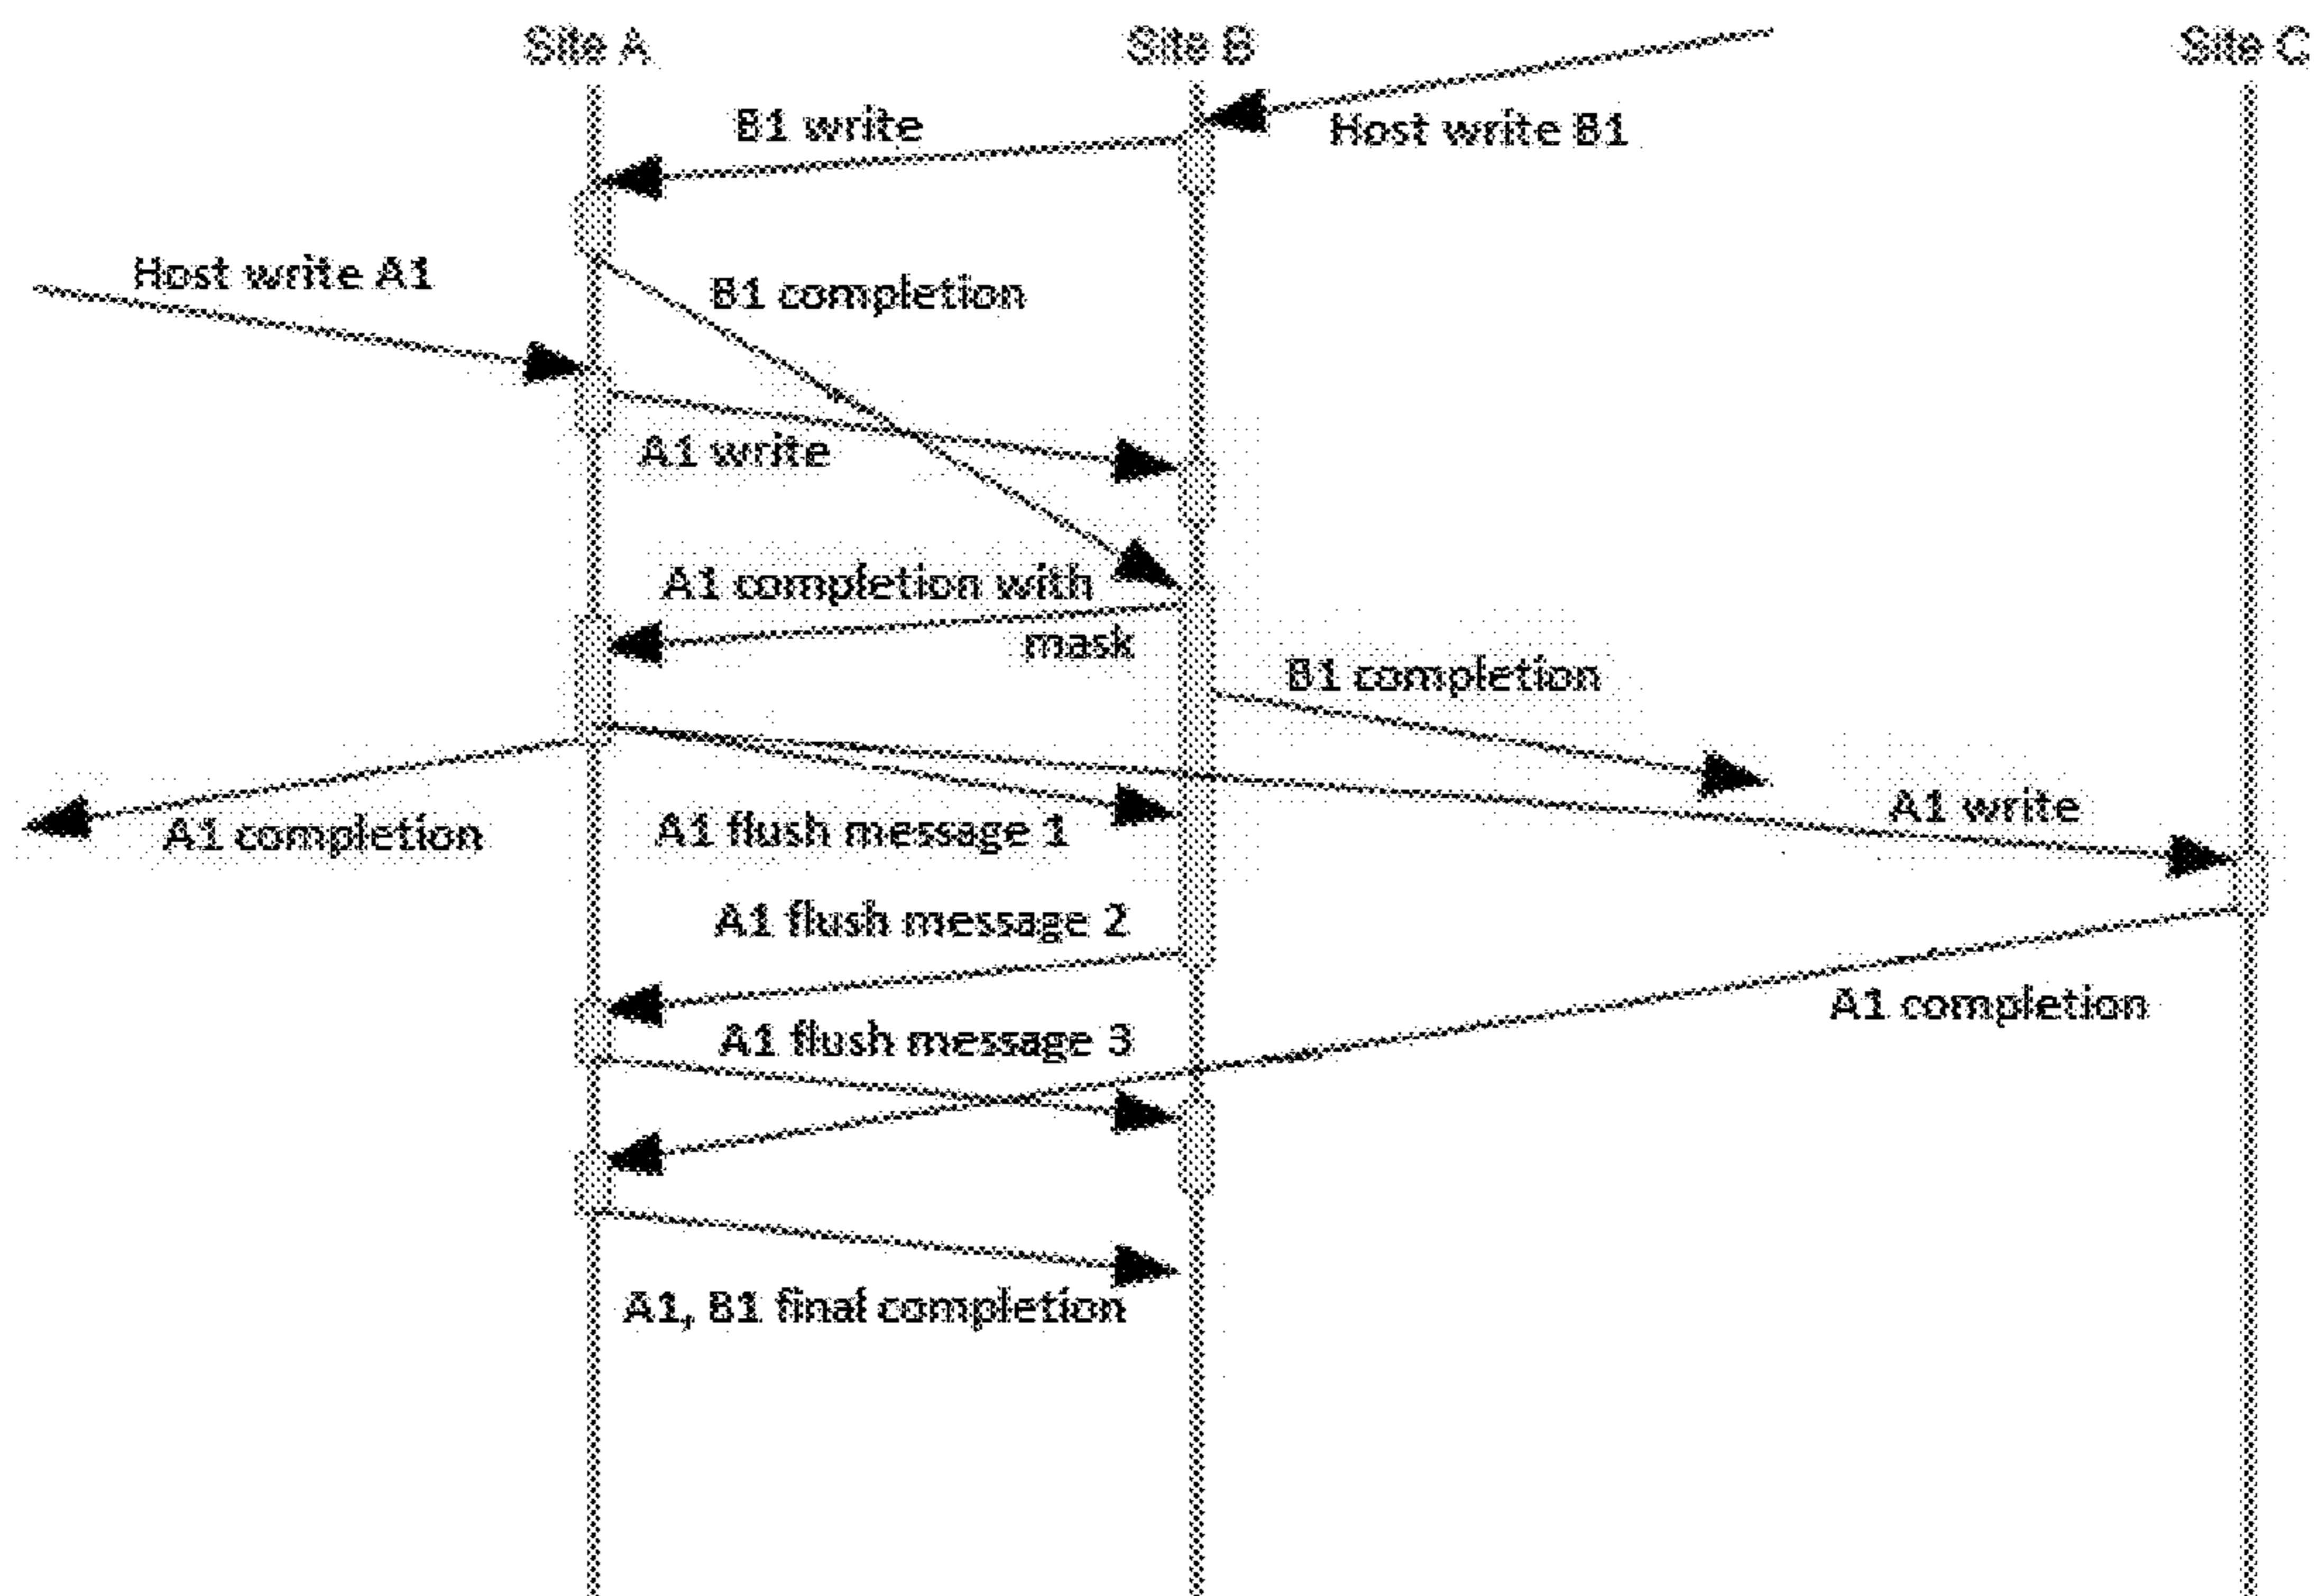 Site A
Site B
Site C
B1 write
Host write B1
Host write A1
B1 completion
A1 write
A1 completion with
mask
B1 completion
A1 write
A1 completion
A1 flush message 1
A1 flush message 2
A1 completion
A1 flush message 3
A1, B1 final completion